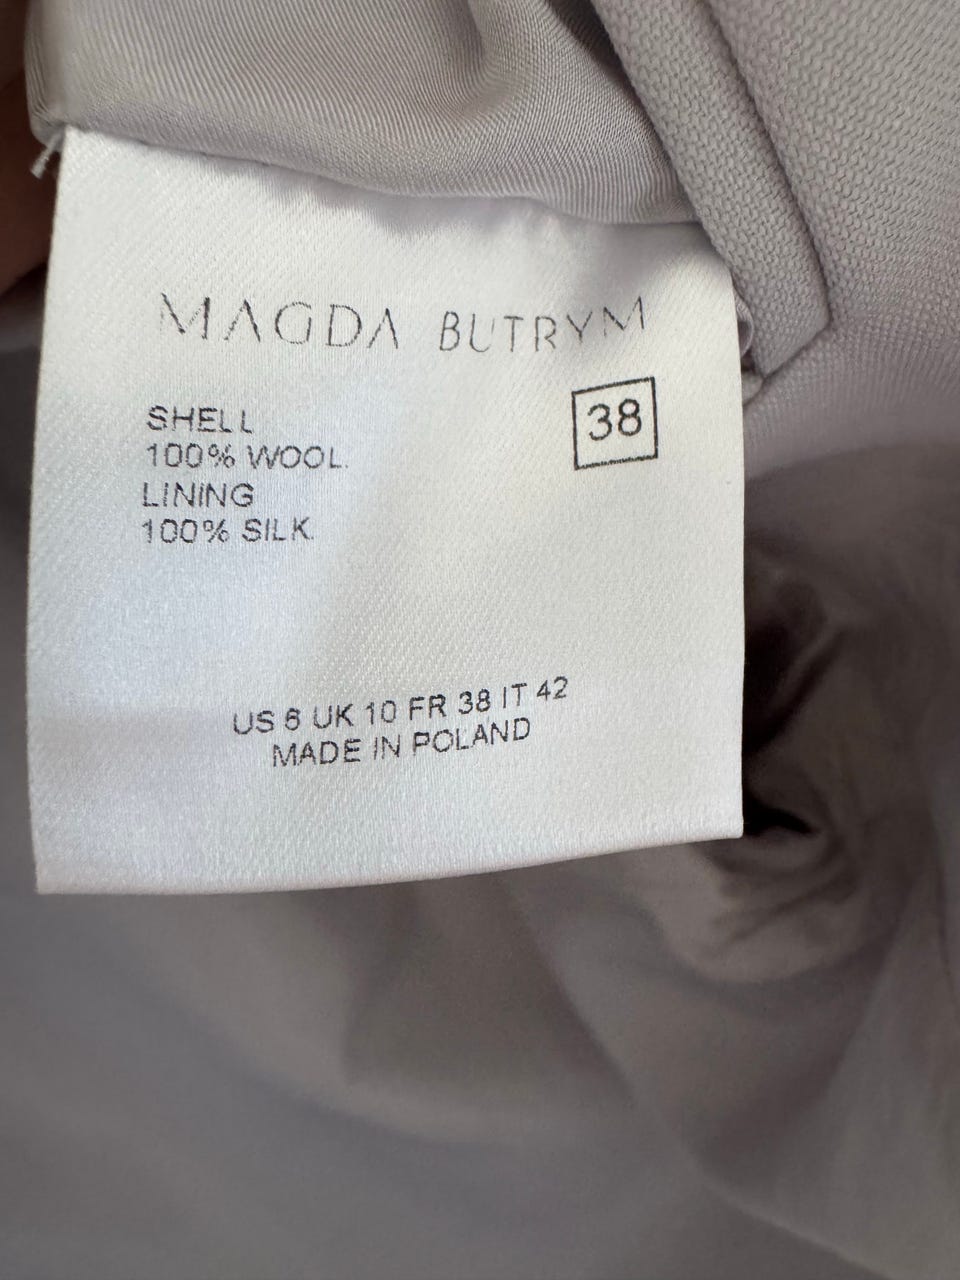 MAGDA BUTRYM
38
SHELL
100% WOOL
LINING
100% SILK
US 6 UK 10 FR 38 IT 42
MADE IN POLAND